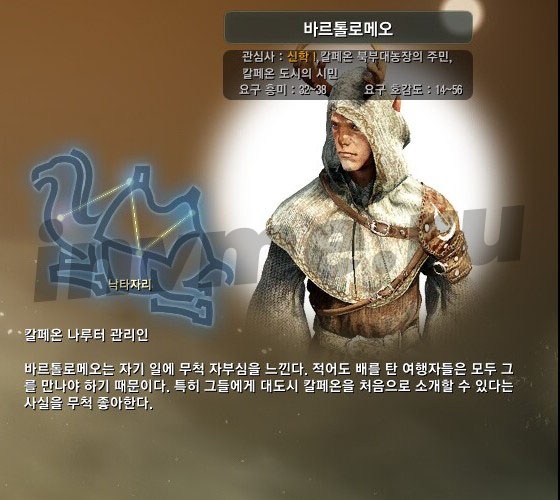 바르톨로메오
관심사 : 신학 I,칼페온 북부대농장의 주민,
칼페온 도시의 시민
요구 흥미 : 32~38 요구 호감도 : 14~56
낙타자리
칼페온 나루터 관리인
바르톨로메오는 자기 일에 무척 자부심을 느낀다. 적어도 배를 탄 여행자들은 모두 그
를 만나야 하기 때문이다. 특히 그들에게 대도시 칼페온을 처음으로 소개할 수 있다는
사실을 무척 좋아한다.